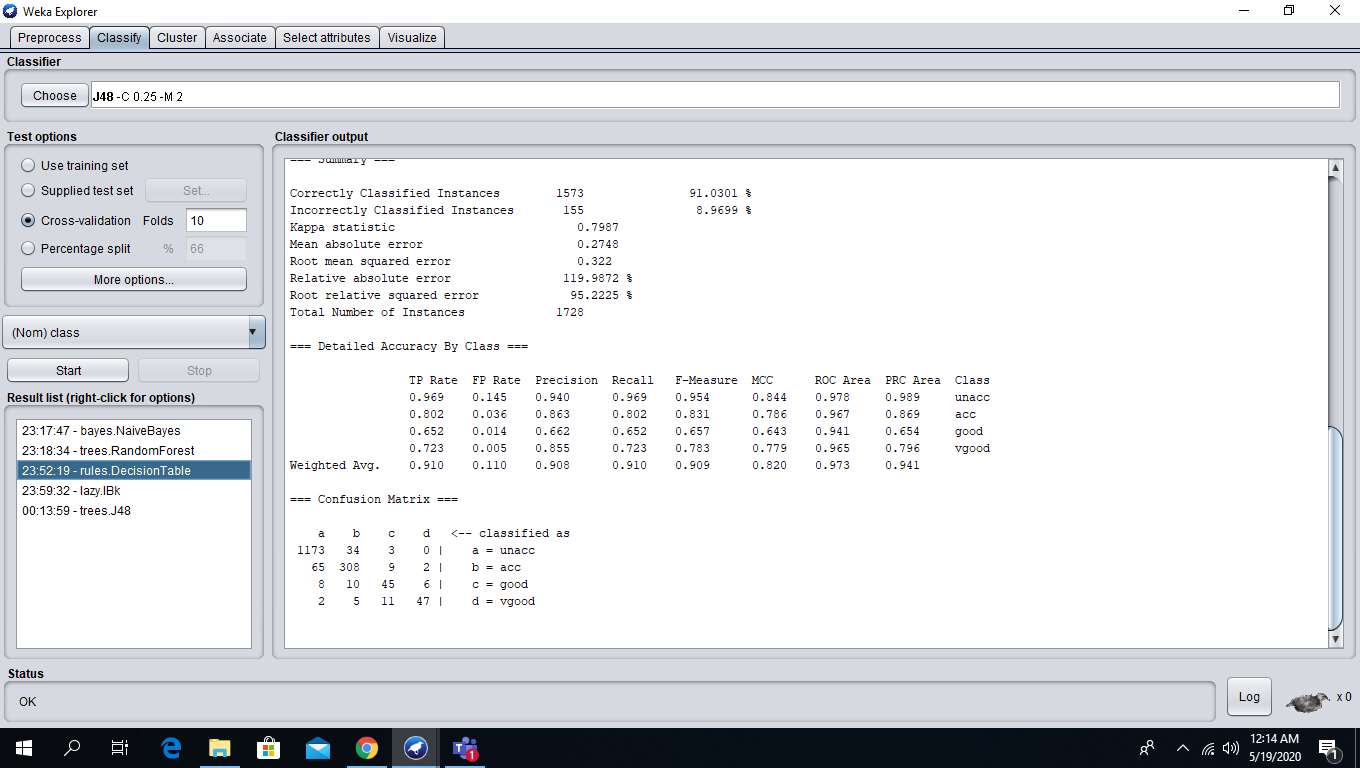 Weka Explorer
Preprocess Classify Cluster Associate Select attributes Visualize
Classifier
Choose J48 -C 0.25 -M 2
Test options
Use training set
Supplied test set Set...
Cross-validation Folds 10
Percentage split % 66
More options...
(Nom) class
Start Stop
Result list (right-click for options)
23:17:47 - bayes.NaiveBayes
23:18:34 - trees.RandomForest
23:52:19 - rules.DecisionTable
23:59:32 - lazy.IBk
00:13:59 - trees.J48
Classifier output
=== Summary ===
Correctly Classified Instances 1573 91.0301 %
Incorrectly Classified Instances 155 8.9699 %
Kappa statistic 0.7987
Mean absolute error 0.2748
Root mean squared error 0.322
Relative absolute error 119.9872 %
Root relative squared error 95.2225 %
Total Number of Instances 1728
=== Detailed Accuracy By Class ===
TP Rate FP Rate Precision Recall F-Measure MCC ROC Area PRC Area Class
0.969 0.145 0.940 0.969 0.954 0.844 0.978 0.989 unacc
0.802 0.036 0.863 0.802 0.831 0.786 0.967 0.869 acc
0.652 0.014 0.662 0.652 0.657 0.643 0.941 0.654 good
0.723 0.005 0.855 0.723 0.783 0.779 0.965 0.796 vgood
Weighted Avg. 0.910 0.110 0.908 0.910 0.909 0.820 0.973 0.941
=== Confusion Matrix ===
a b c d <-- classified as
1173 34 3 0 | a = unacc
65 308 9 2 | b = acc
8 10 45 6 | c = good
2 5 11 47 | d = vgood
Status
OK
Log x 0
1
12:14 AM
5/19/2020
1